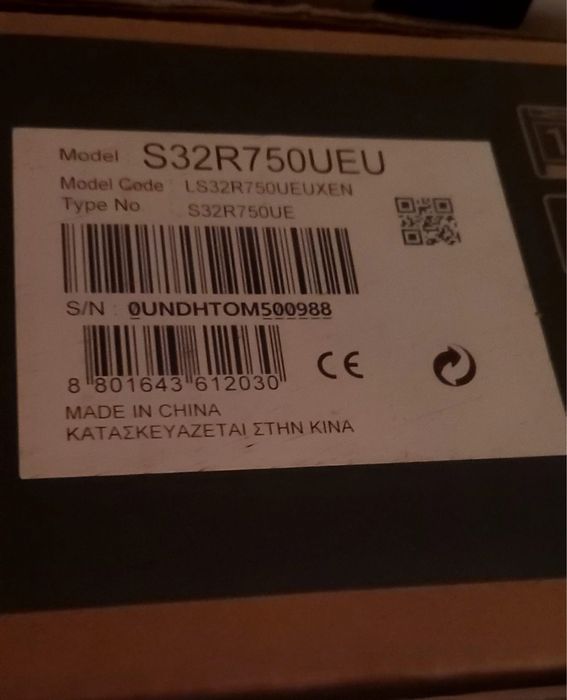 Model : S32R750UEU
Model Code : LS32R750UEUXEN
Type No : S32R750UE
S/N : 0UNDHTOM500988
8 801643 612030
CE
MADE IN CHINA
ΚΑΤΑΣΚΕΥΑΖΕΤΑΙ ΣΤΗΝ ΚΙΝΑ